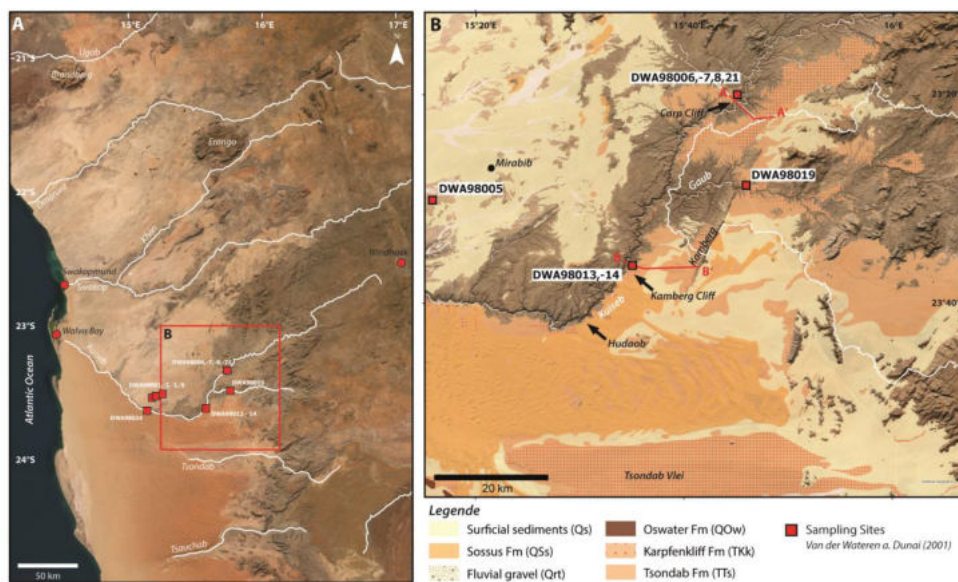 A
15°E
16°E
17°E
N
21°S
Ugab
Brandberg
Erongo
Omaruru
22°S
Khan
Windhoek
Swakopmund
Swakop
Walvis Bay
23°S
B
Kuiseb
DWA98019
DWA98013, -14
Atlantic Ocean
24°S
Tsondab
Tsauchab
50 km
B
15°20
15°40
16°E
DWA98006,-7,8,21
A
A'
Carp Cliff
23°20
Mirabib
DWA98019
DWA98005
Gaub
Kamberg
B
B'
DWA98013,-14
Kamberg Cliff
Kuiseb
23°40
Hudaob
Tsondab Vlei
20 km
Legende
Surficial sediments (Qs)
Oswater Fm (QOw)
Sampling Sites
Sossus Fm (QSs)
Karpfenkliff Fm (TKk)
Van der Wateren a. Dunai (2001)
Fluvial gravel (Qrt)
Tsondab Fm (TTs)